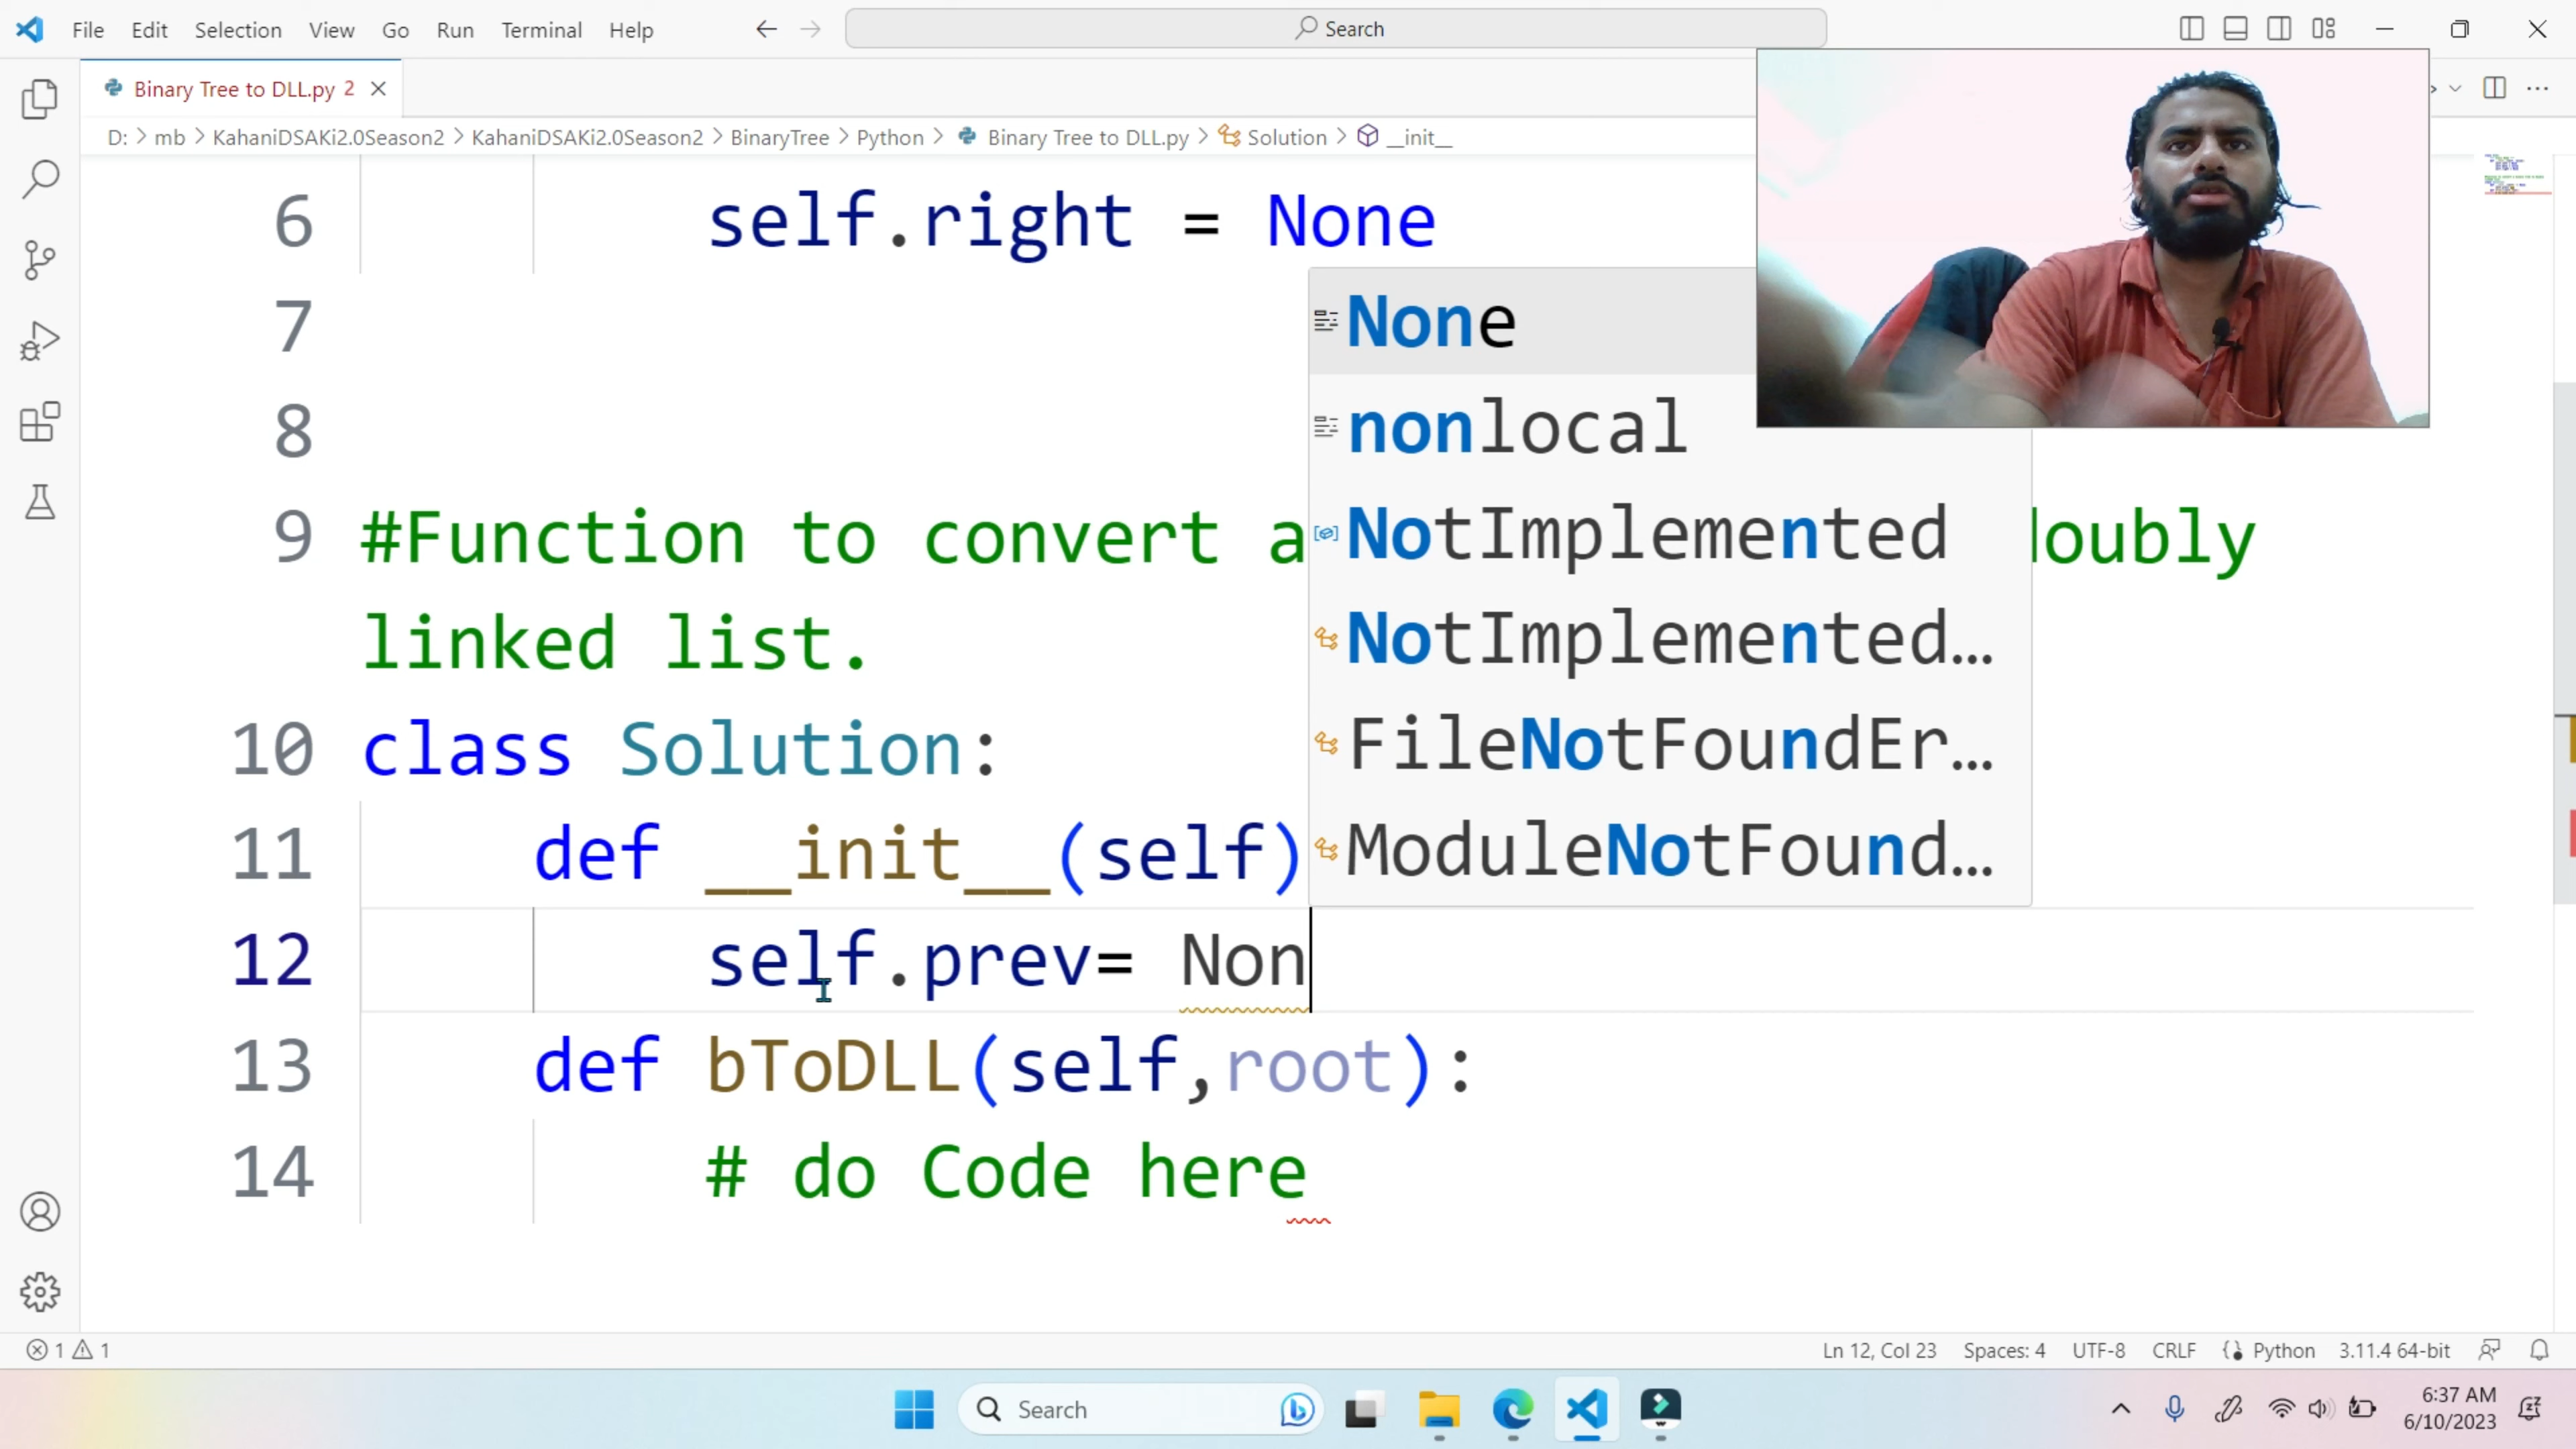 File Edit Selection View Go Run Terminal Help
Search
Binary Tree to DLL.py 2
D: > mb > KahaniDSAKi2.0Season2 > KahaniDSAKi2.0Season2 > BinaryTree > Python > Binary Tree to DLL.py > Solution > __init__
6 self.right = None
7
8
9 #Function to convert a oubly
linked list.
10 class Solution:
11 def __init__(self)
12 self.prev= Non
13 def bToDLL(self,root):
14 # do Code here
None
nonlocal
NotImplemented
NotImplemented...
FileNotFoundEr...
ModuleNotFound...
1 1
Ln 12, Col 23 Spaces: 4 UTF-8 CRLF Python 3.11.4 64-bit
Search
6:37 AM
6/10/2023